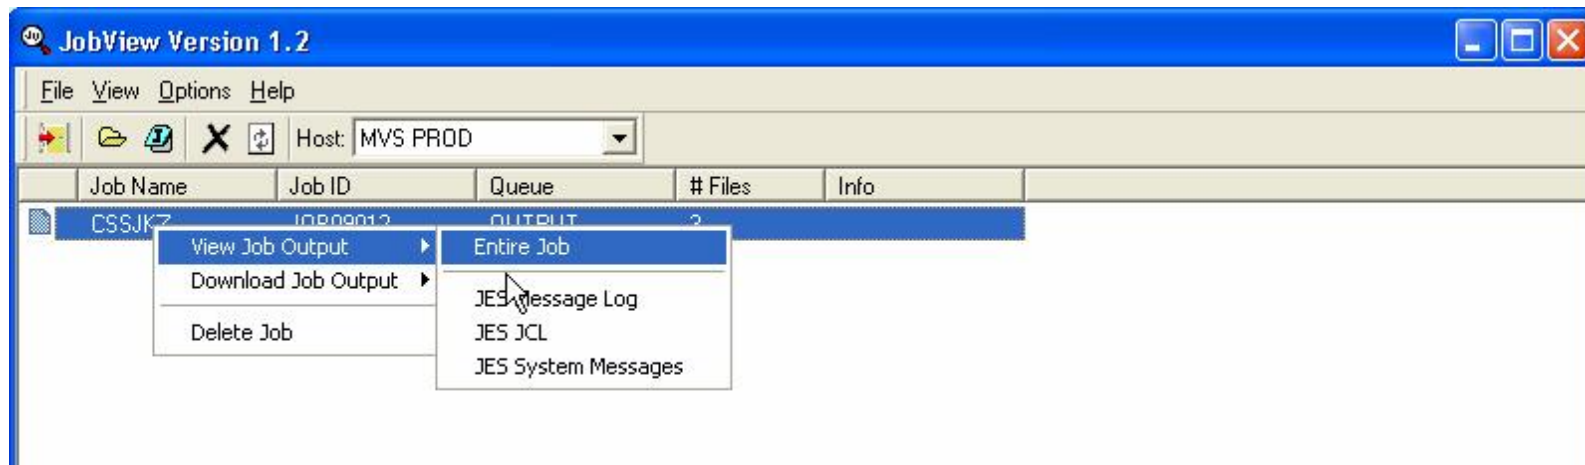 JobView Version 1.2
File View Options Help
Host: MVS PROD
Job Name Job ID Queue # Files Info
OUTPUT
View Job Output Entire Job
Download Job Output JES Message Log
Delete Job JES JCL
JES System Messages